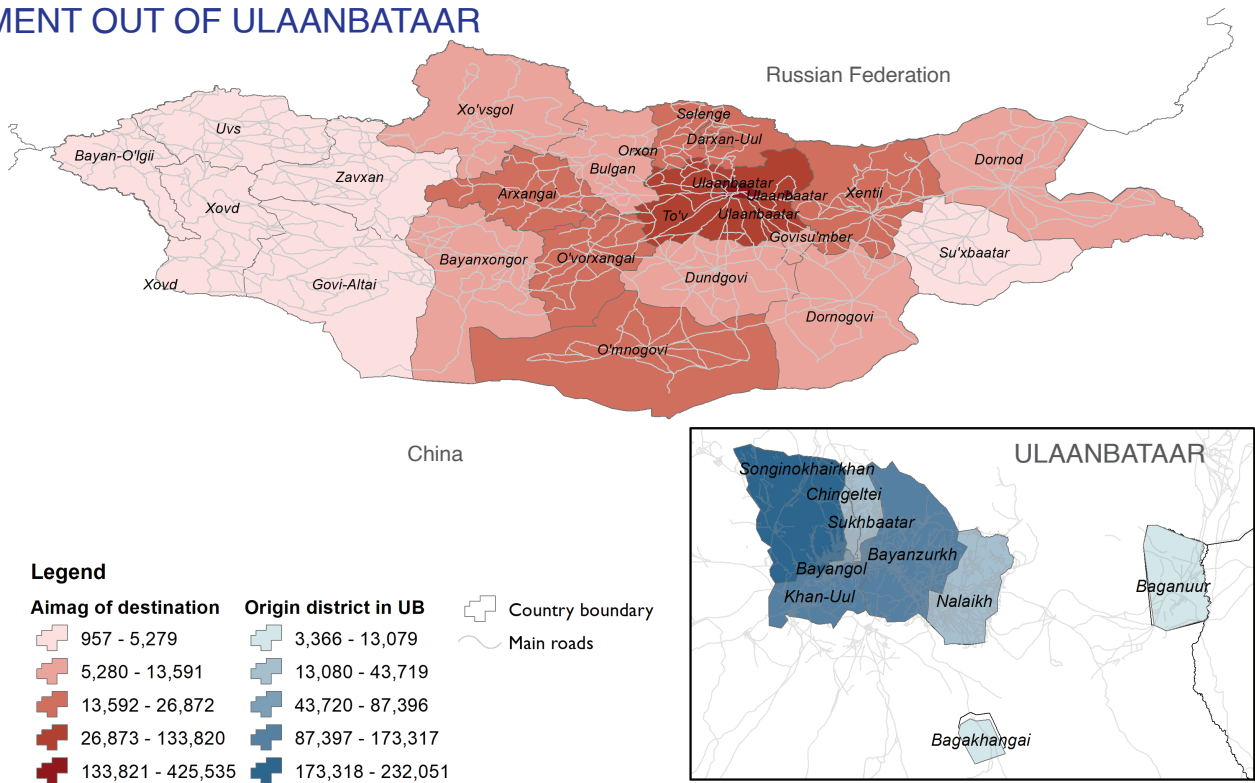 MENT OUT OF ULAANBATAAR
Russian Federation
Xo'vsgol
Selenge
Uvs
Darxan-Uul
Bayan-O'lgii
Orxon
Dornod
Bulgan
Zavxan
Ulaanbaatar
Arxangai
Ulaanbaatar
Xentii
Xovd
To'v
Ulaanbaatar
Govisu'mber
Su'xbaatar
Bayanxongor
O'vorxangai
Dundgovi
Xovd
Govi-Altai
Dornogovi
O'mnogovi
China
ULAANBATAAR
Songinokhairkhan
Chingeltei
Sukhbaatar
Bayanzurkh
Bayangol
Khan-Uul
Nalaikh
Baganuur
Bagakhangai
Legend
Aimag of destination
957 - 5,279
5,280 - 13,591
13,592 - 26,872
26,873 - 133,820
133,821 - 425,535
Origin district in UB
3,366 - 13,079
13,080 - 43,719
43,720 - 87,396
87,397 - 173,317
173,318 - 232,051
Country boundary
Main roads